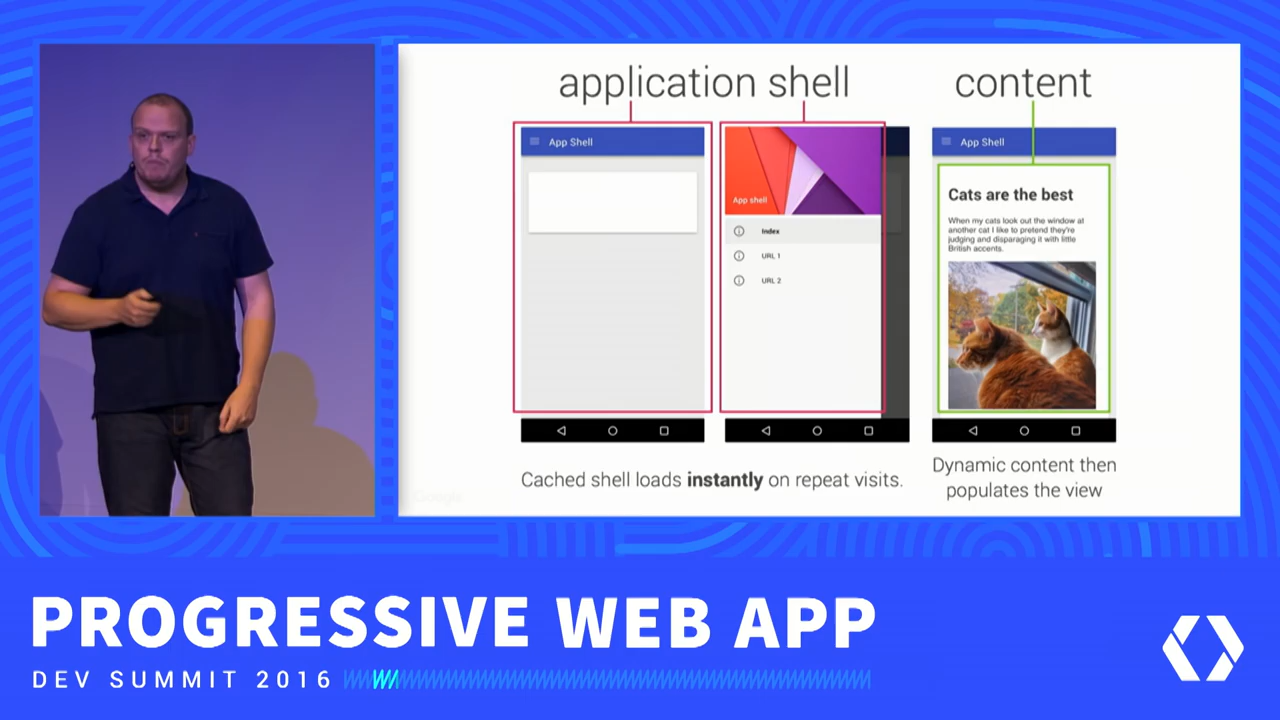 application shell
content
App Shell
App shell
Index
URL 1
URL 2
App Shell
Cats are the best
When my cats look out the window at
another cat I like to pretend they're
judging and disparaging it with little
British accents.
Cached shell loads instantly on repeat visits.
Dynamic content then
populates the view
Google
PROGRESSIVE WEB APP
DEV SUMMIT 2016